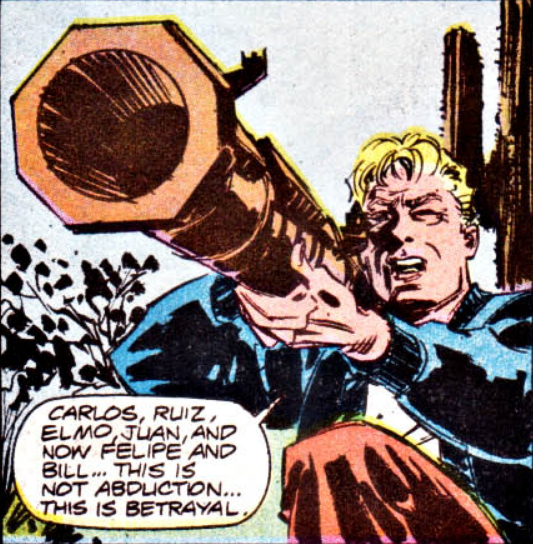 CARLOS, RUIZ,
ELMO, JUAN, AND
NOW FELIPE AND
BILL... THIS IS
NOT ABDUCTION...
THIS IS BETRAYAL.